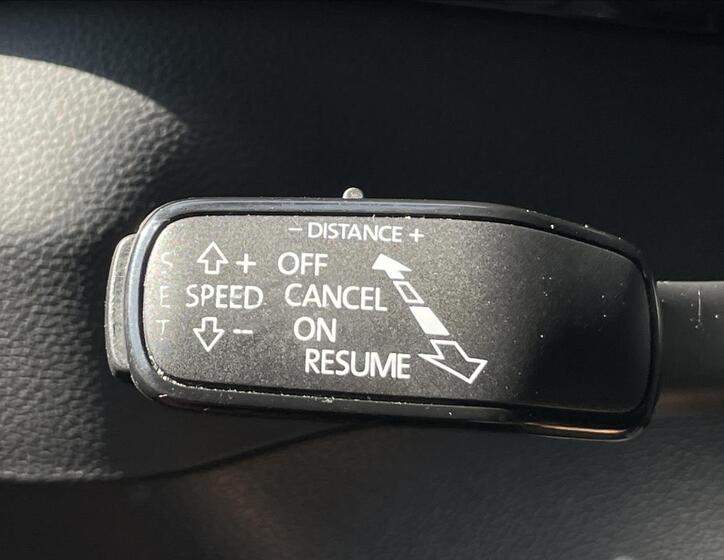 − DISTANCE +
S + OFF
E SPEED CANCEL
T − ON
RESUME